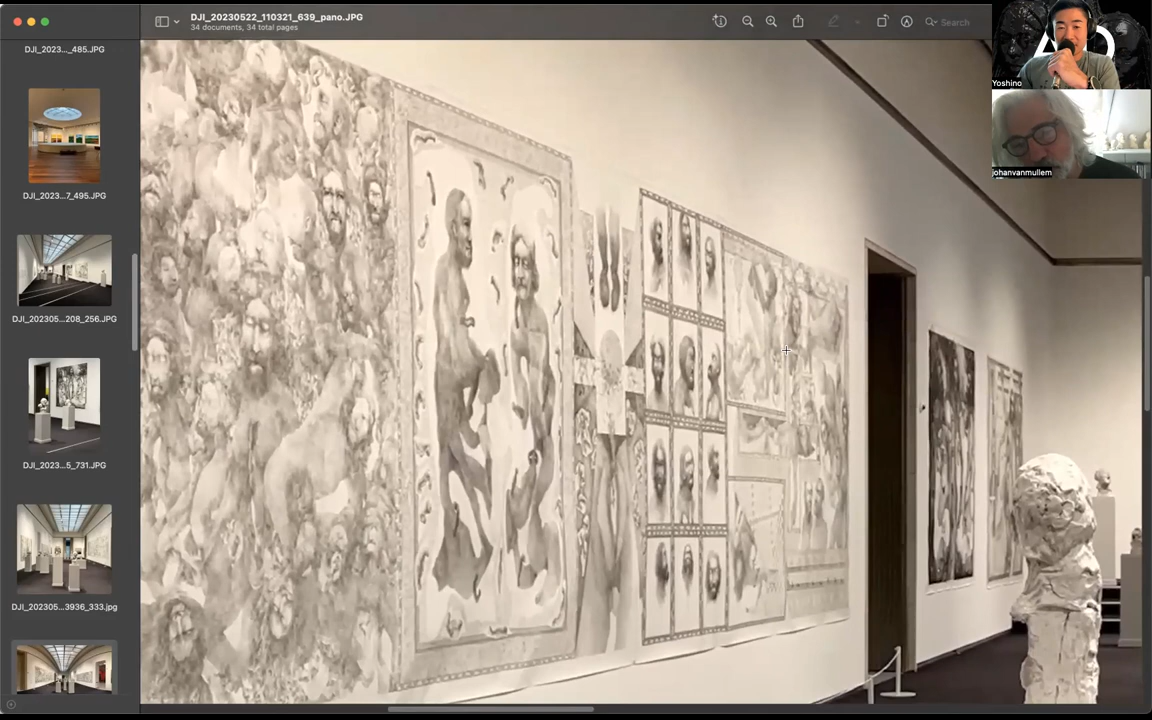 DJI_20230522_110321_639_pano.JPG
34 documents, 34 total pages
Search
DJI_2023..._485.JPG
DJI_2023...7_495.JPG
DJI_202305...208_256.JPG
DJI_2023...5_731.JPG
DJI_202305...3936_333.jpg
Yoshino
johanvanmullem